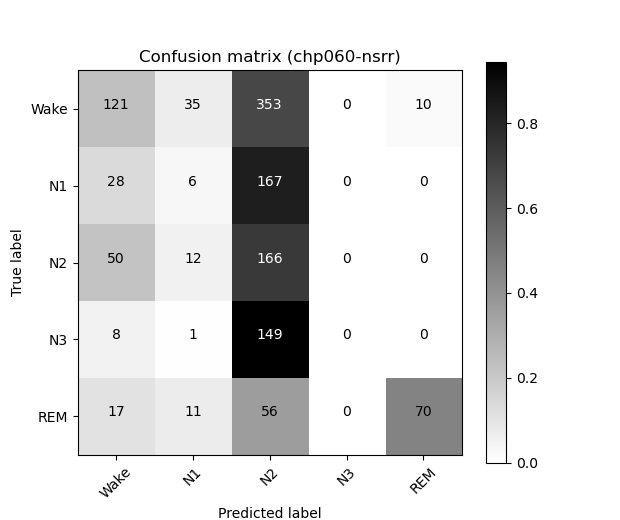 Confusion matrix (chp060-nsrr)
True label
Wake 121 35 353 0 10
N1 28 6 167 0 0
N2 50 12 166 0 0
N3 8 1 149 0 0
REM 17 11 56 0 70
Wake N1 N2 N3 REM
Predicted label
0.8
0.6
0.4
0.2
0.0